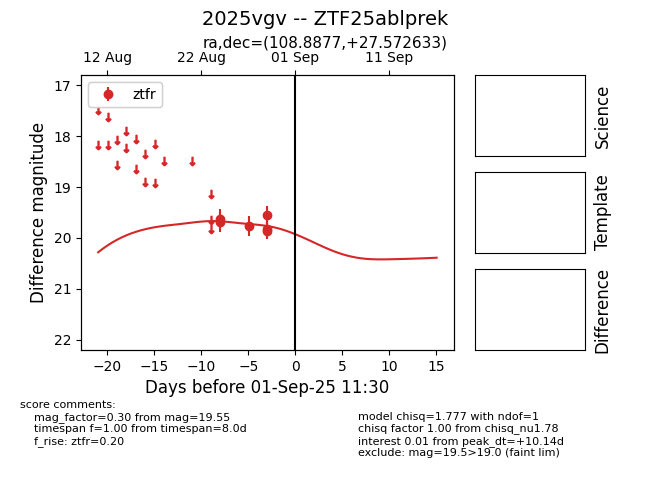 2025vgv -- ZTF25ablprek
ra,dec=(108.8877,+27.572633)
12 Aug 22 Aug 01 Sep 11 Sep
ztfr
17
18
19
20
21
22
Difference magnitude
−20 −15 −10 −5 0 5 10 15
Days before 01-Sep-25 11:30
Science
Template
Difference
score comments:
mag_factor=0.30 from mag=19.55
timespan f=1.00 from timespan=8.0d
f_rise: ztfr=0.20
model chisq=1.777 with ndof=1
chisq factor 1.00 from chisq_nu1.78
interest 0.01 from peak_dt=+10.14d
exclude: mag=19.5>19.0 (faint lim)